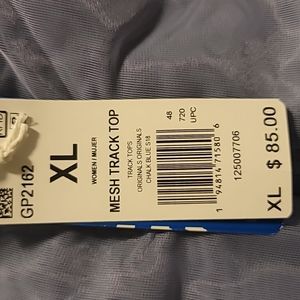 GP2162
XL
WOMEN / MUJER
MESH TRACK TOP
TRACK TOPS
ORIGINALS ORIGINALS
CHALK BLUE S18
48
720
UPC
1 94814 71580 6
125007706
XL $ 85.00